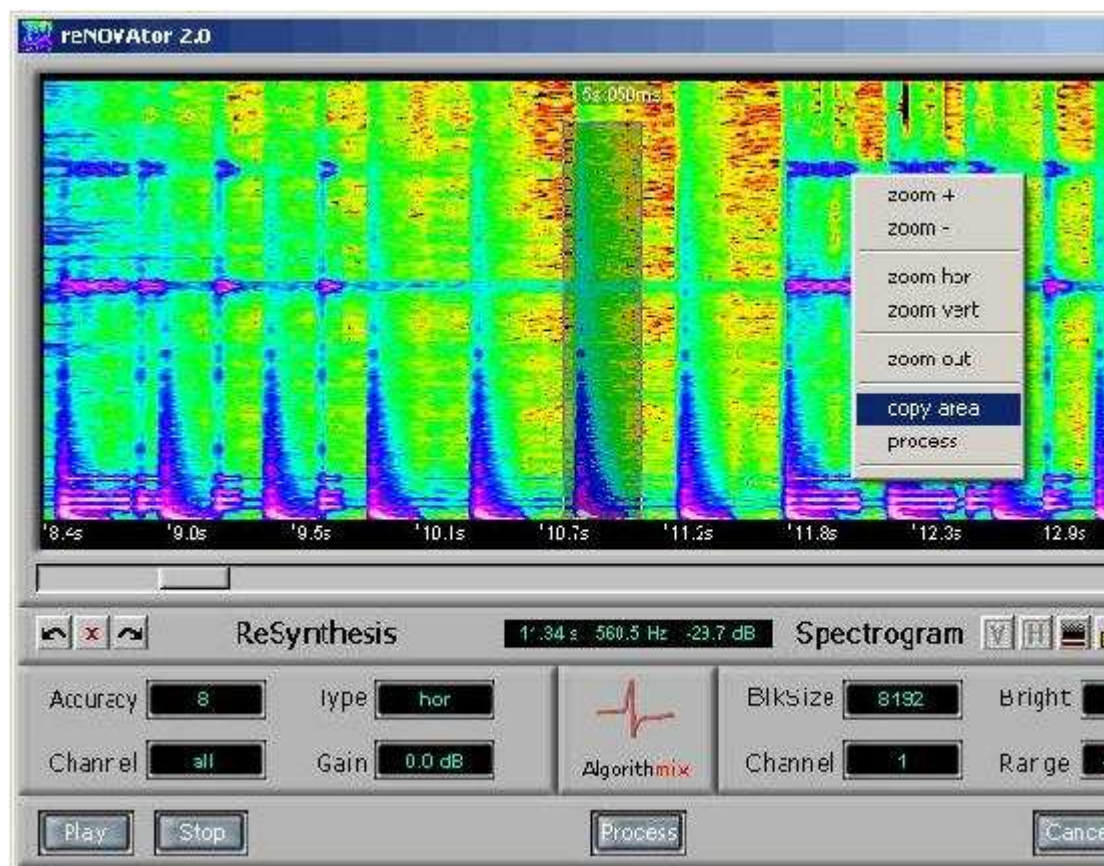 reNOVAtor 2.0
5s:050ms
zoom +
zoom -
zoom hor
zoom vert
zoom out
copy area
process
8.4s 9.0s 9.5s 10.1s 10.7s 11.2s 11.8s 12.3s 12.9s
x ReSynthesis 11.34 s 560.5 Hz -23.7 dB Spectrogram V H
Accuracy 8 Type hor BlkSize 8192 Bright
Channel all Gain 0.0 dB Algorithmix Channel 1 Range
Play Stop Process Cance